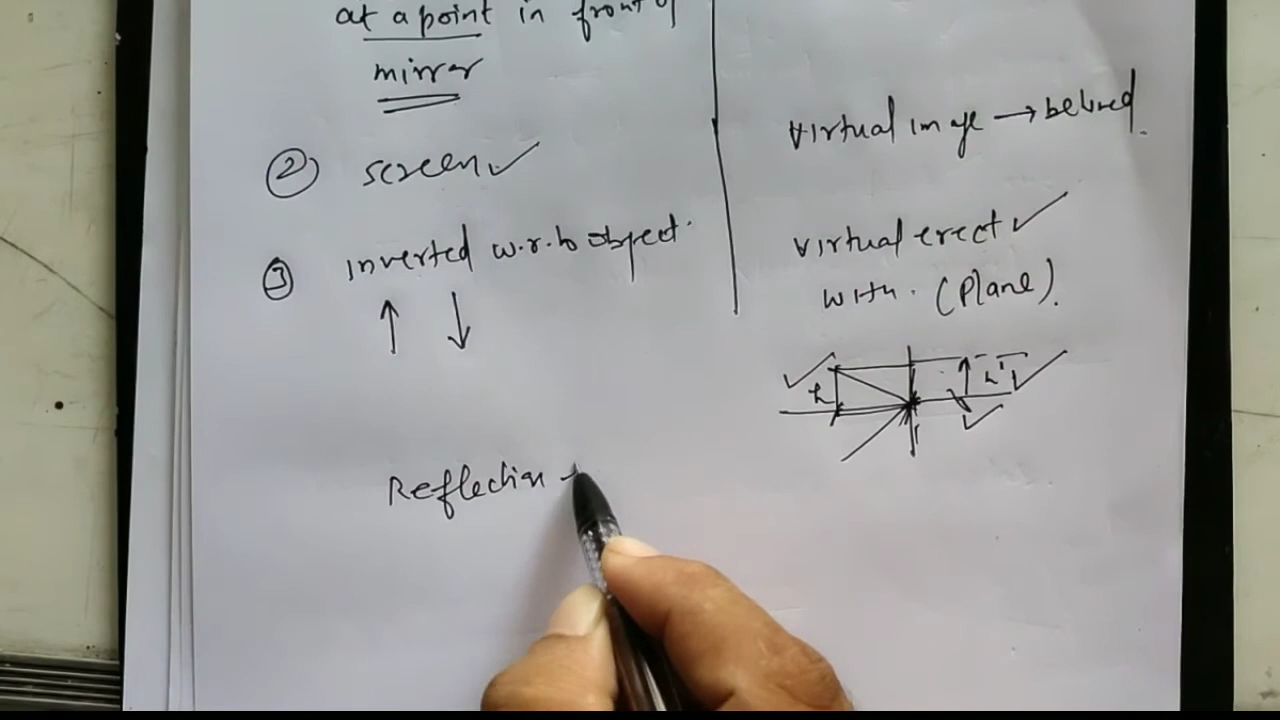 at a point in front of
mirror
② screen ✓
③ inverted w.r.to object.
↑ ↓
virtual image → behind.
virtual erect ✓
with. (Plane).
h h'
Reflection